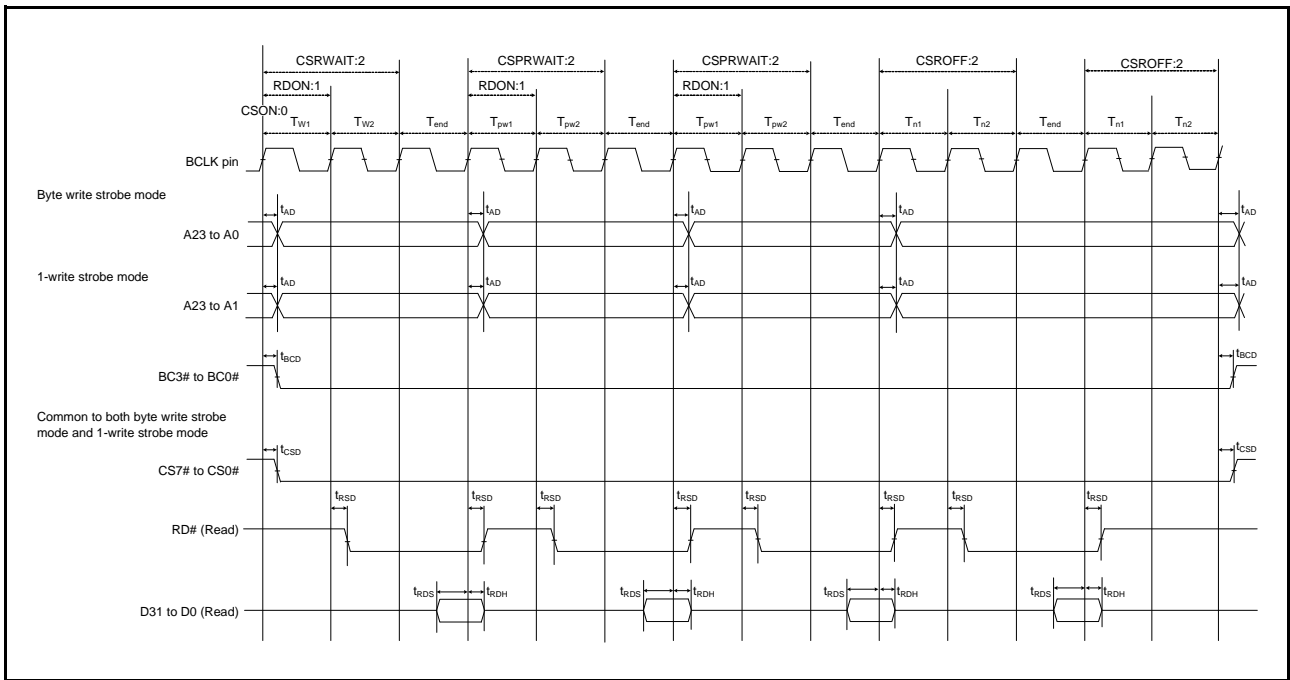 CSRWAIT:2 CSPRWAIT:2 CSPRWAIT:2 CSROFF:2 CSROFF:2
RDON:1 RDON:1 RDON:1
CSON:0
TW1 TW2 Tend Tpw1 Tpw2 Tend Tpw1 Tpw2 Tend Tn1 Tn2 Tend Tn1 Tn2
BCLK pin
Byte write strobe mode
tAD tAD tAD tAD tAD
A23 to A0
1-write strobe mode
tAD tAD tAD tAD tAD
A23 to A1
tBCD tBCD
BC3# to BC0#
Common to both byte write strobe
mode and 1-write strobe mode
tCSD tCSD
CS7# to CS0#
tRSD tRSD tRSD tRSD tRSD tRSD tRSD tRSD
RD# (Read)
tRDS tRDH tRDS tRDH tRDS tRDH tRDS tRDH
D31 to D0 (Read)